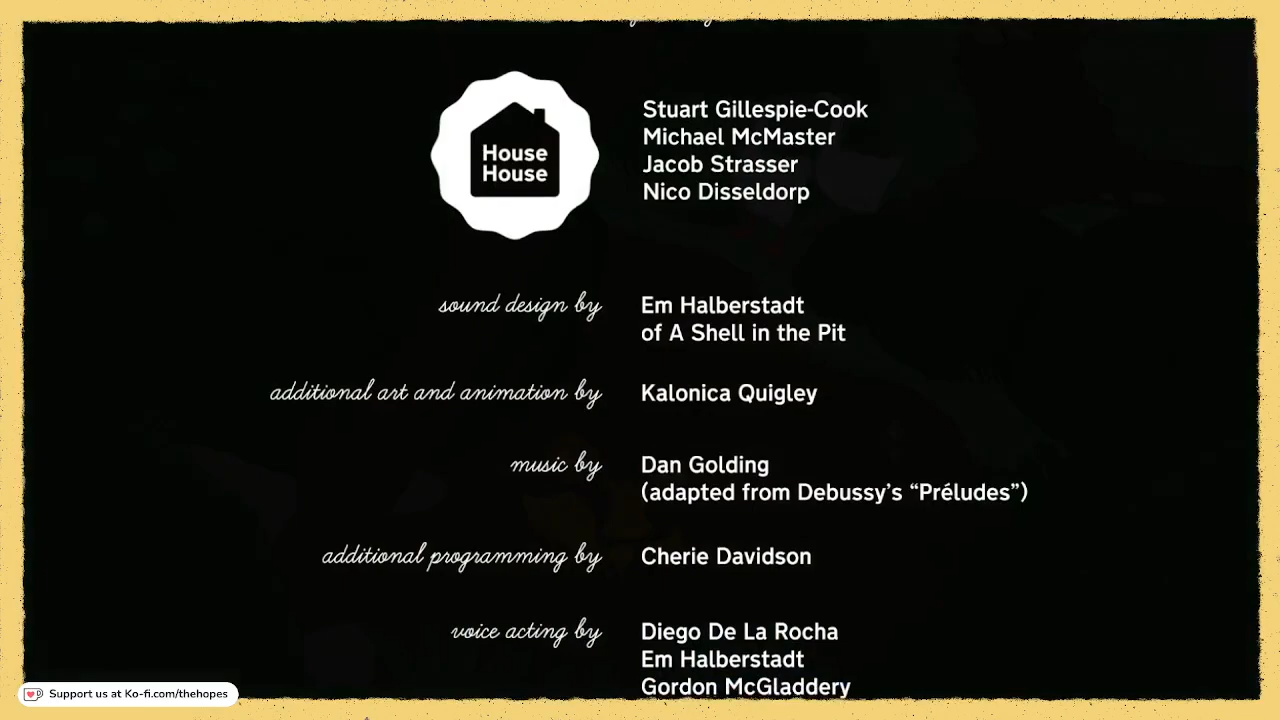 House
House
Stuart Gillespie-Cook
Michael McMaster
Jacob Strasser
Nico Disseldorp
sound design by
Em Halberstadt
of A Shell in the Pit
additional art and animation by
Kalonica Quigley
music by
Dan Golding
(adapted from Debussy's “Préludes”)
additional programming by
Cherie Davidson
voice acting by
Diego De La Rocha
Em Halberstadt
Gordon McGladdery
Support us at Ko-fi.com/thehopes